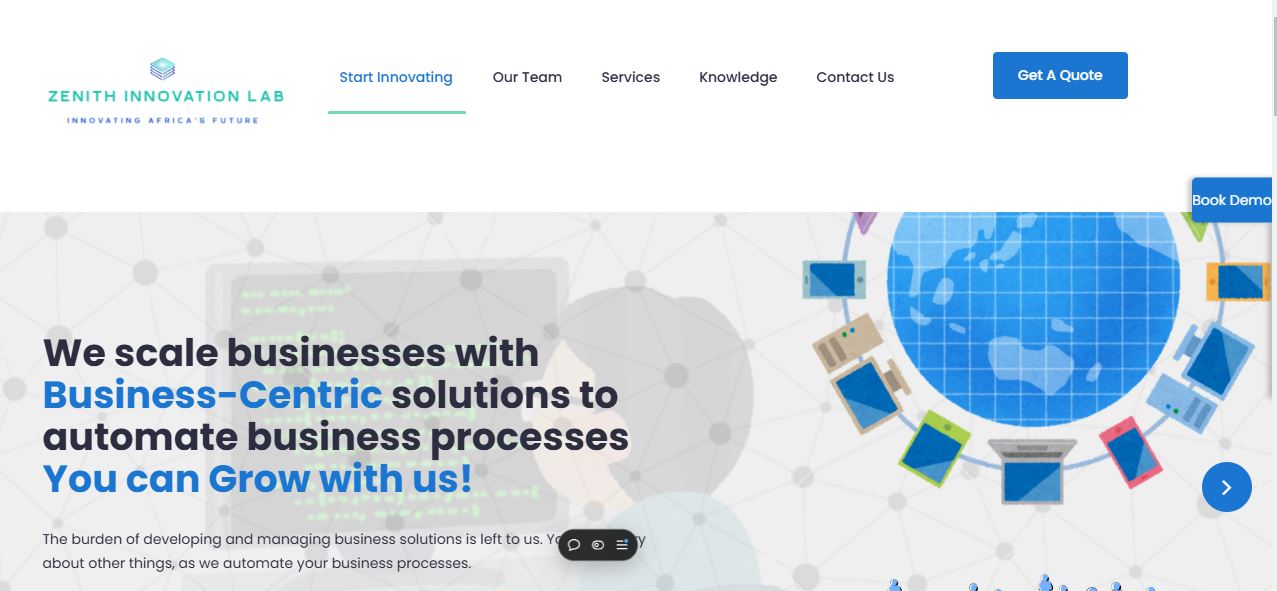 ZENITH INNOVATION LAB
INNOVATING AFRICA'S FUTURE
Start Innovating
Our Team
Services
Knowledge
Contact Us
Get A Quote
Book Demo
We scale businesses with
Business-Centric solutions to
automate business processes
You can Grow with us!
The burden of developing and managing business solutions is left to us.
about other things, as we automate your business processes.